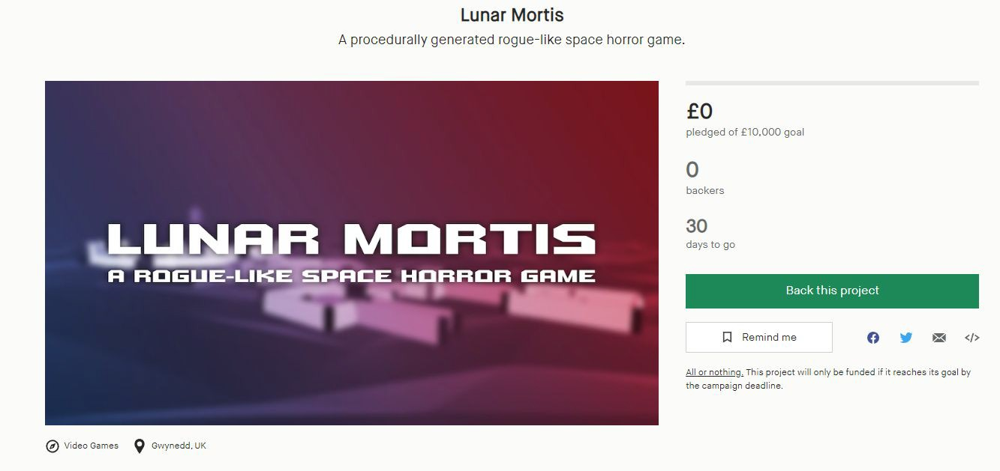 Lunar Mortis
A procedurally generated rogue-like space horror game.
LUNAR MORTIS
A ROGUE-LIKE SPACE HORROR GAME
£0
pledged of £10,000 goal
0
backers
30
days to go
Back this project
Remind me
All or nothing. This project will only be funded if it reaches its goal by
the campaign deadline.
Video Games
Gwynedd, UK